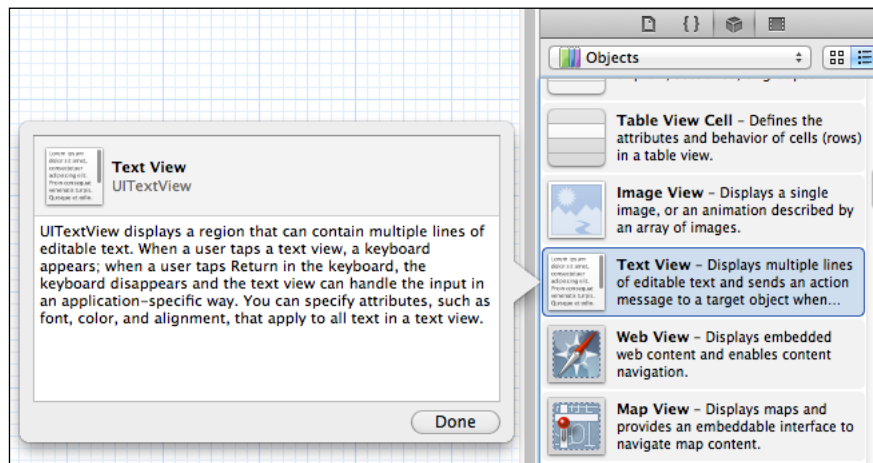 Text View
UITextView
UITextView displays a region that can contain multiple lines of
editable text. When a user taps a text view, a keyboard
appears; when a user taps Return in the keyboard, the
keyboard disappears and the text view can handle the input in
an application-specific way. You can specify attributes, such as
font, color, and alignment, that apply to all text in a text view.
Done
{ }
Objects
Table View Cell – Defines the
attributes and behavior of cells (rows)
in a table view.
Image View – Displays a single
image, or an animation described by
an array of images.
Text View – Displays multiple lines
of editable text and sends an action
message to a target object when...
Web View – Displays embedded
web content and enables content
navigation.
Map View – Displays maps and
provides an embeddable interface to
navigate map content.